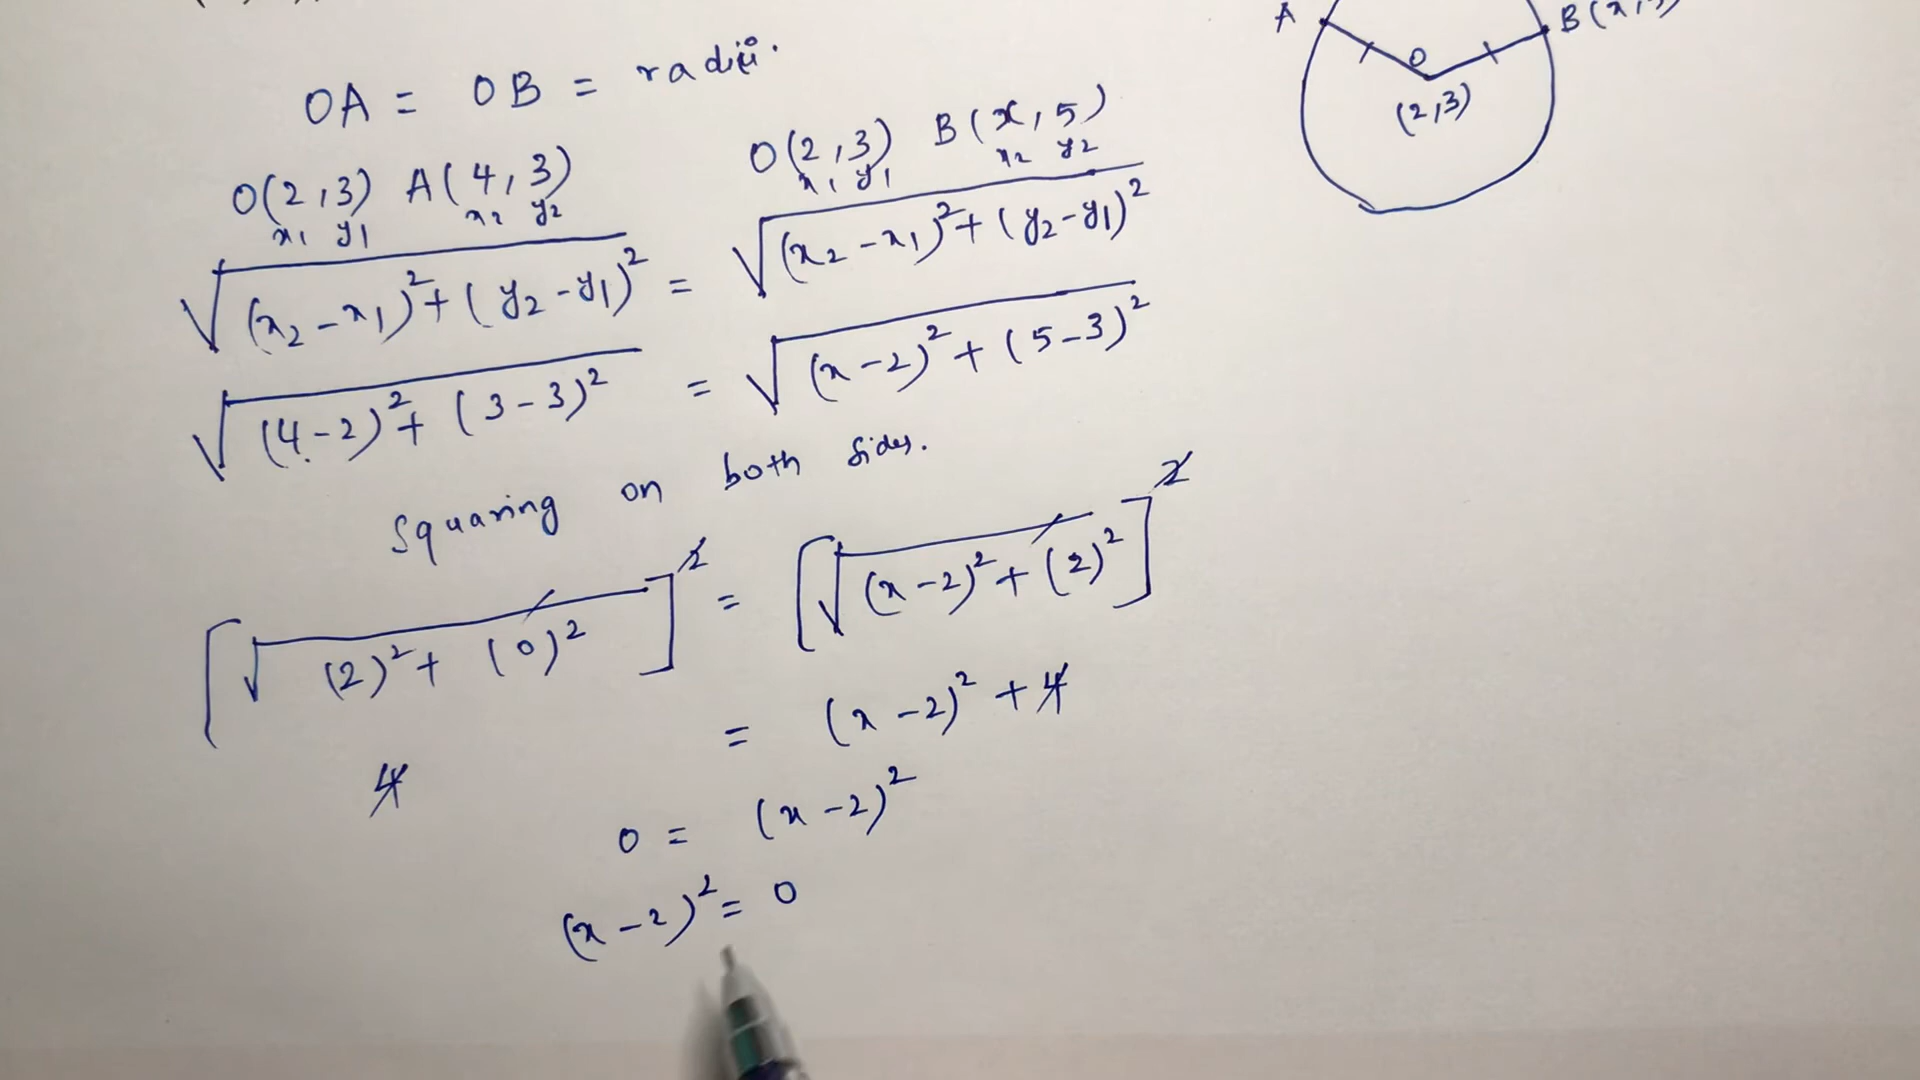 A
B(x,
O
(2,3)
OA = OB = radii.
O(2,3) A(4,3)
x₁ y₁ x₂ y₂
O(2,3) B(x,5)
x₁ y₁ x₂ y₂
√(x₂-x₁)²+(y₂-y₁)² = √(x₂-x₁)²+(y₂-y₁)²
√(4-2)²+(3-3)² = √(x-2)²+(5-3)²
Squaring on both sides.
[√(2)²+(0)²]² = [√(x-2)²+(2)²]²
4 = (x-2)²+4
0 = (x-2)²
(x-2)² = 0